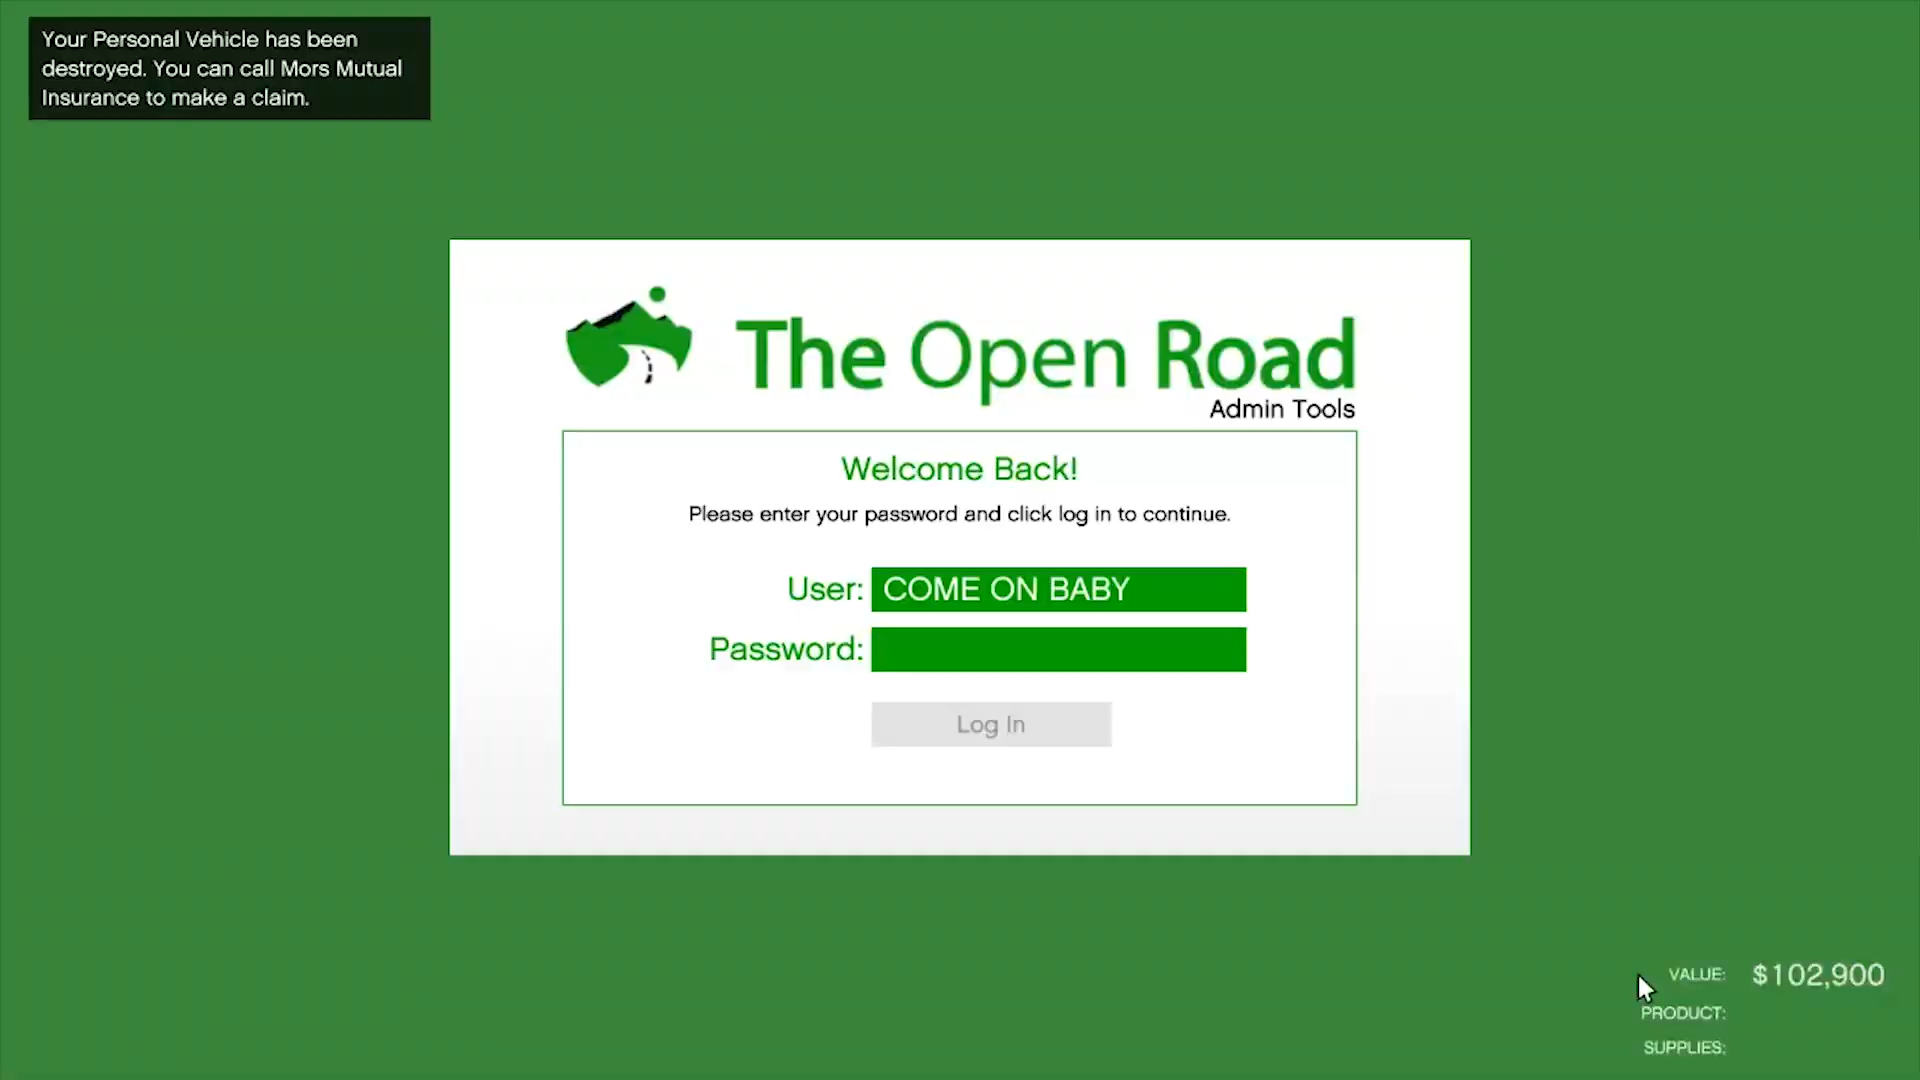 Your Personal Vehicle has been
destroyed. You can call Mors Mutual
Insurance to make a claim.
The Open Road
Admin Tools
Welcome Back!
Please enter your password and click log in to continue.
User: COME ON BABY
Password:
Log In
VALUE: $102,900
PRODUCT:
SUPPLIES: